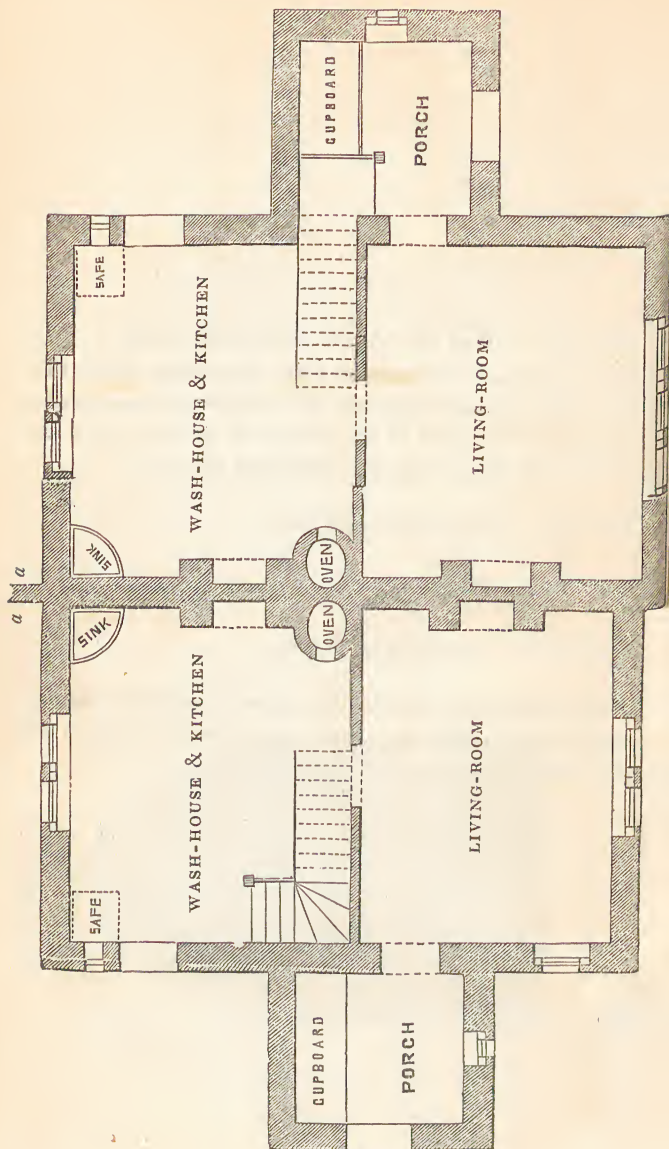 CUPBOARD
PORCH
SAFE
WASH-HOUSE & KITCHEN
LIVING-ROOM
SINK
OVEN
a
a
SINK
OVEN
WASH-HOUSE & KITCHEN
LIVING-ROOM
SAFE
CUPBOARD
PORCH